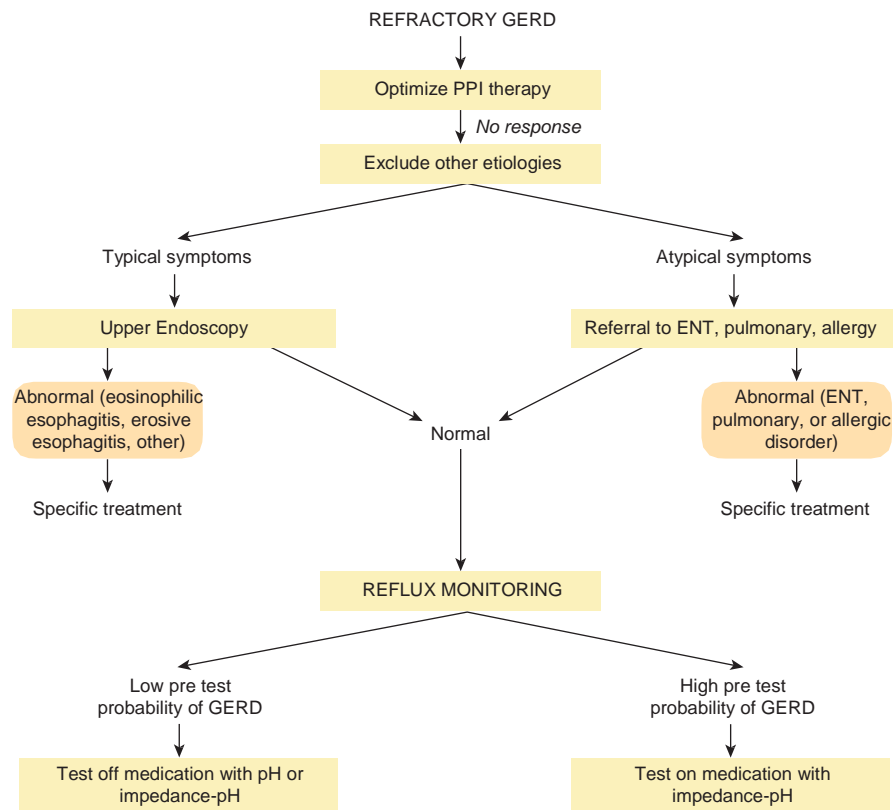 REFRACTORY GERD
Optimize PPI therapy
No response
Exclude other etiologies
Typical symptoms
Atypical symptoms
Upper Endoscopy
Referral to ENT, pulmonary, allergy
Abnormal (eosinophilic
esophagitis, erosive
esophagitis, other)
Normal
Abnormal (ENT,
pulmonary, or allergic
disorder)
Specific treatment
Specific treatment
REFLUX MONITORING
Low pre test
probability of GERD
High pre test
probability of GERD
Test off medication with pH or
impedance-pH
Test on medication with
impedance-pH